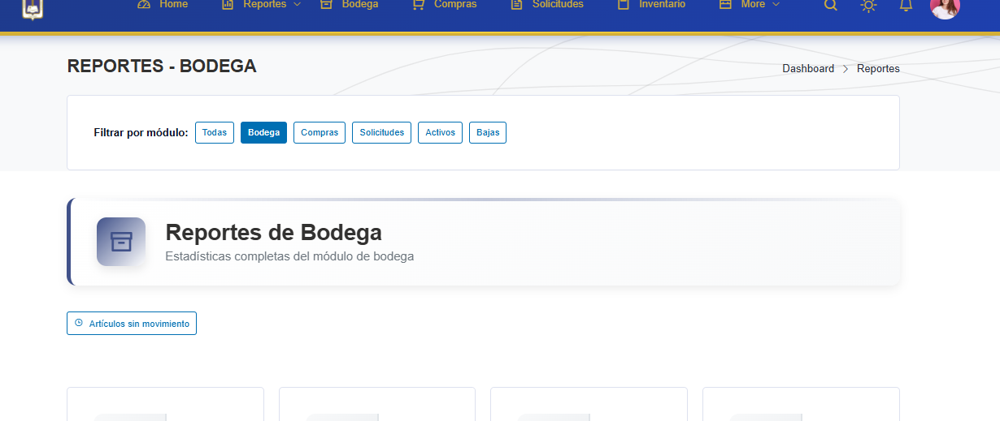 Home Reportes Bodega Compras Solicitudes Inventario More
REPORTES - BODEGA
Dashboard > Reportes
Filtrar por módulo: Todas Bodega Compras Solicitudes Activos Bajas
Reportes de Bodega
Estadísticas completas del módulo de bodega
Artículos sin movimiento